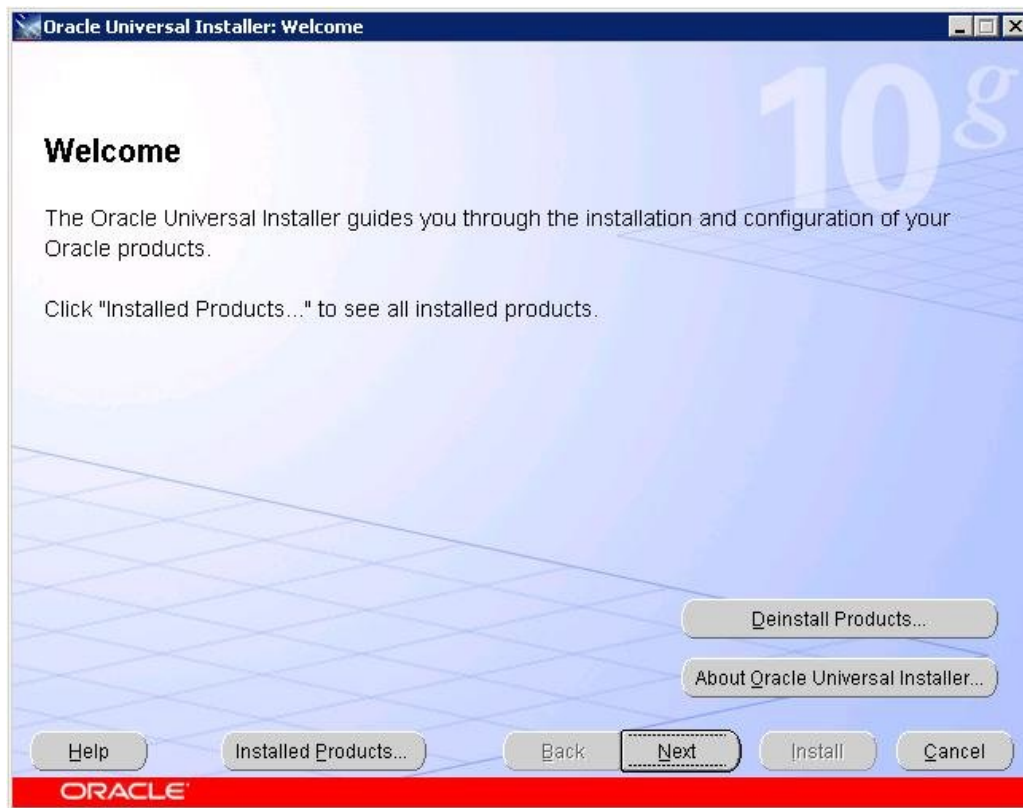 Oracle Universal Installer: Welcome
10g
Welcome
The Oracle Universal Installer guides you through the installation and configuration of your
Oracle products.
Click "Installed Products..." to see all installed products.
Deinstall Products...
About Oracle Universal Installer...
Help Installed Products... Back Next Install Cancel
ORACLE